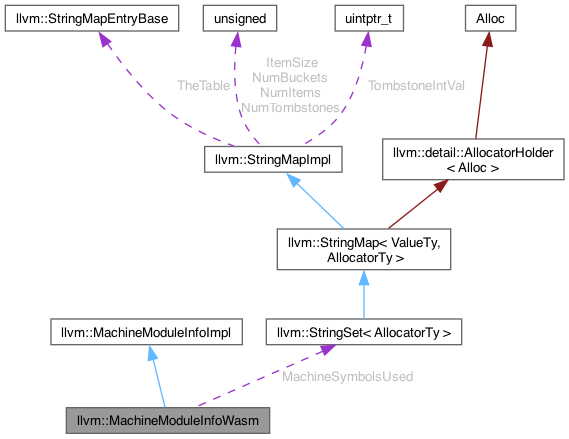 llvm::StringMapEntryBase
unsigned
uintptr_t
Alloc
TheTable
ItemSize
NumBuckets
NumItems
NumTombstones
TombstoneIntVal
llvm::StringMapImpl
llvm::detail::AllocatorHolder
< Alloc >
llvm::StringMap< ValueTy,
AllocatorTy >
llvm::MachineModuleInfoImpl
llvm::StringSet< AllocatorTy >
MachineSymbolsUsed
llvm::MachineModuleInfoWasm